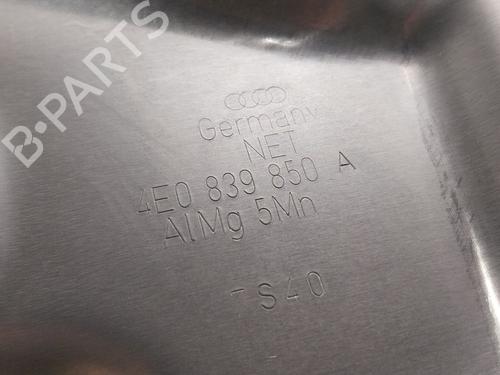 B-PARTS
Germany
NET
4E0 839 850 A
AlMg 5Mn
- S40